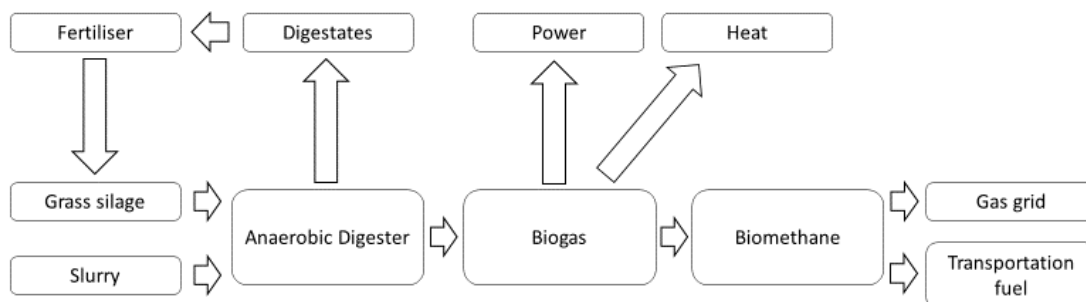 Fertiliser
Digestates
Power
Heat
Grass silage
Slurry
Anaerobic Digester
Biogas
Biomethane
Gas grid
Transportation
fuel